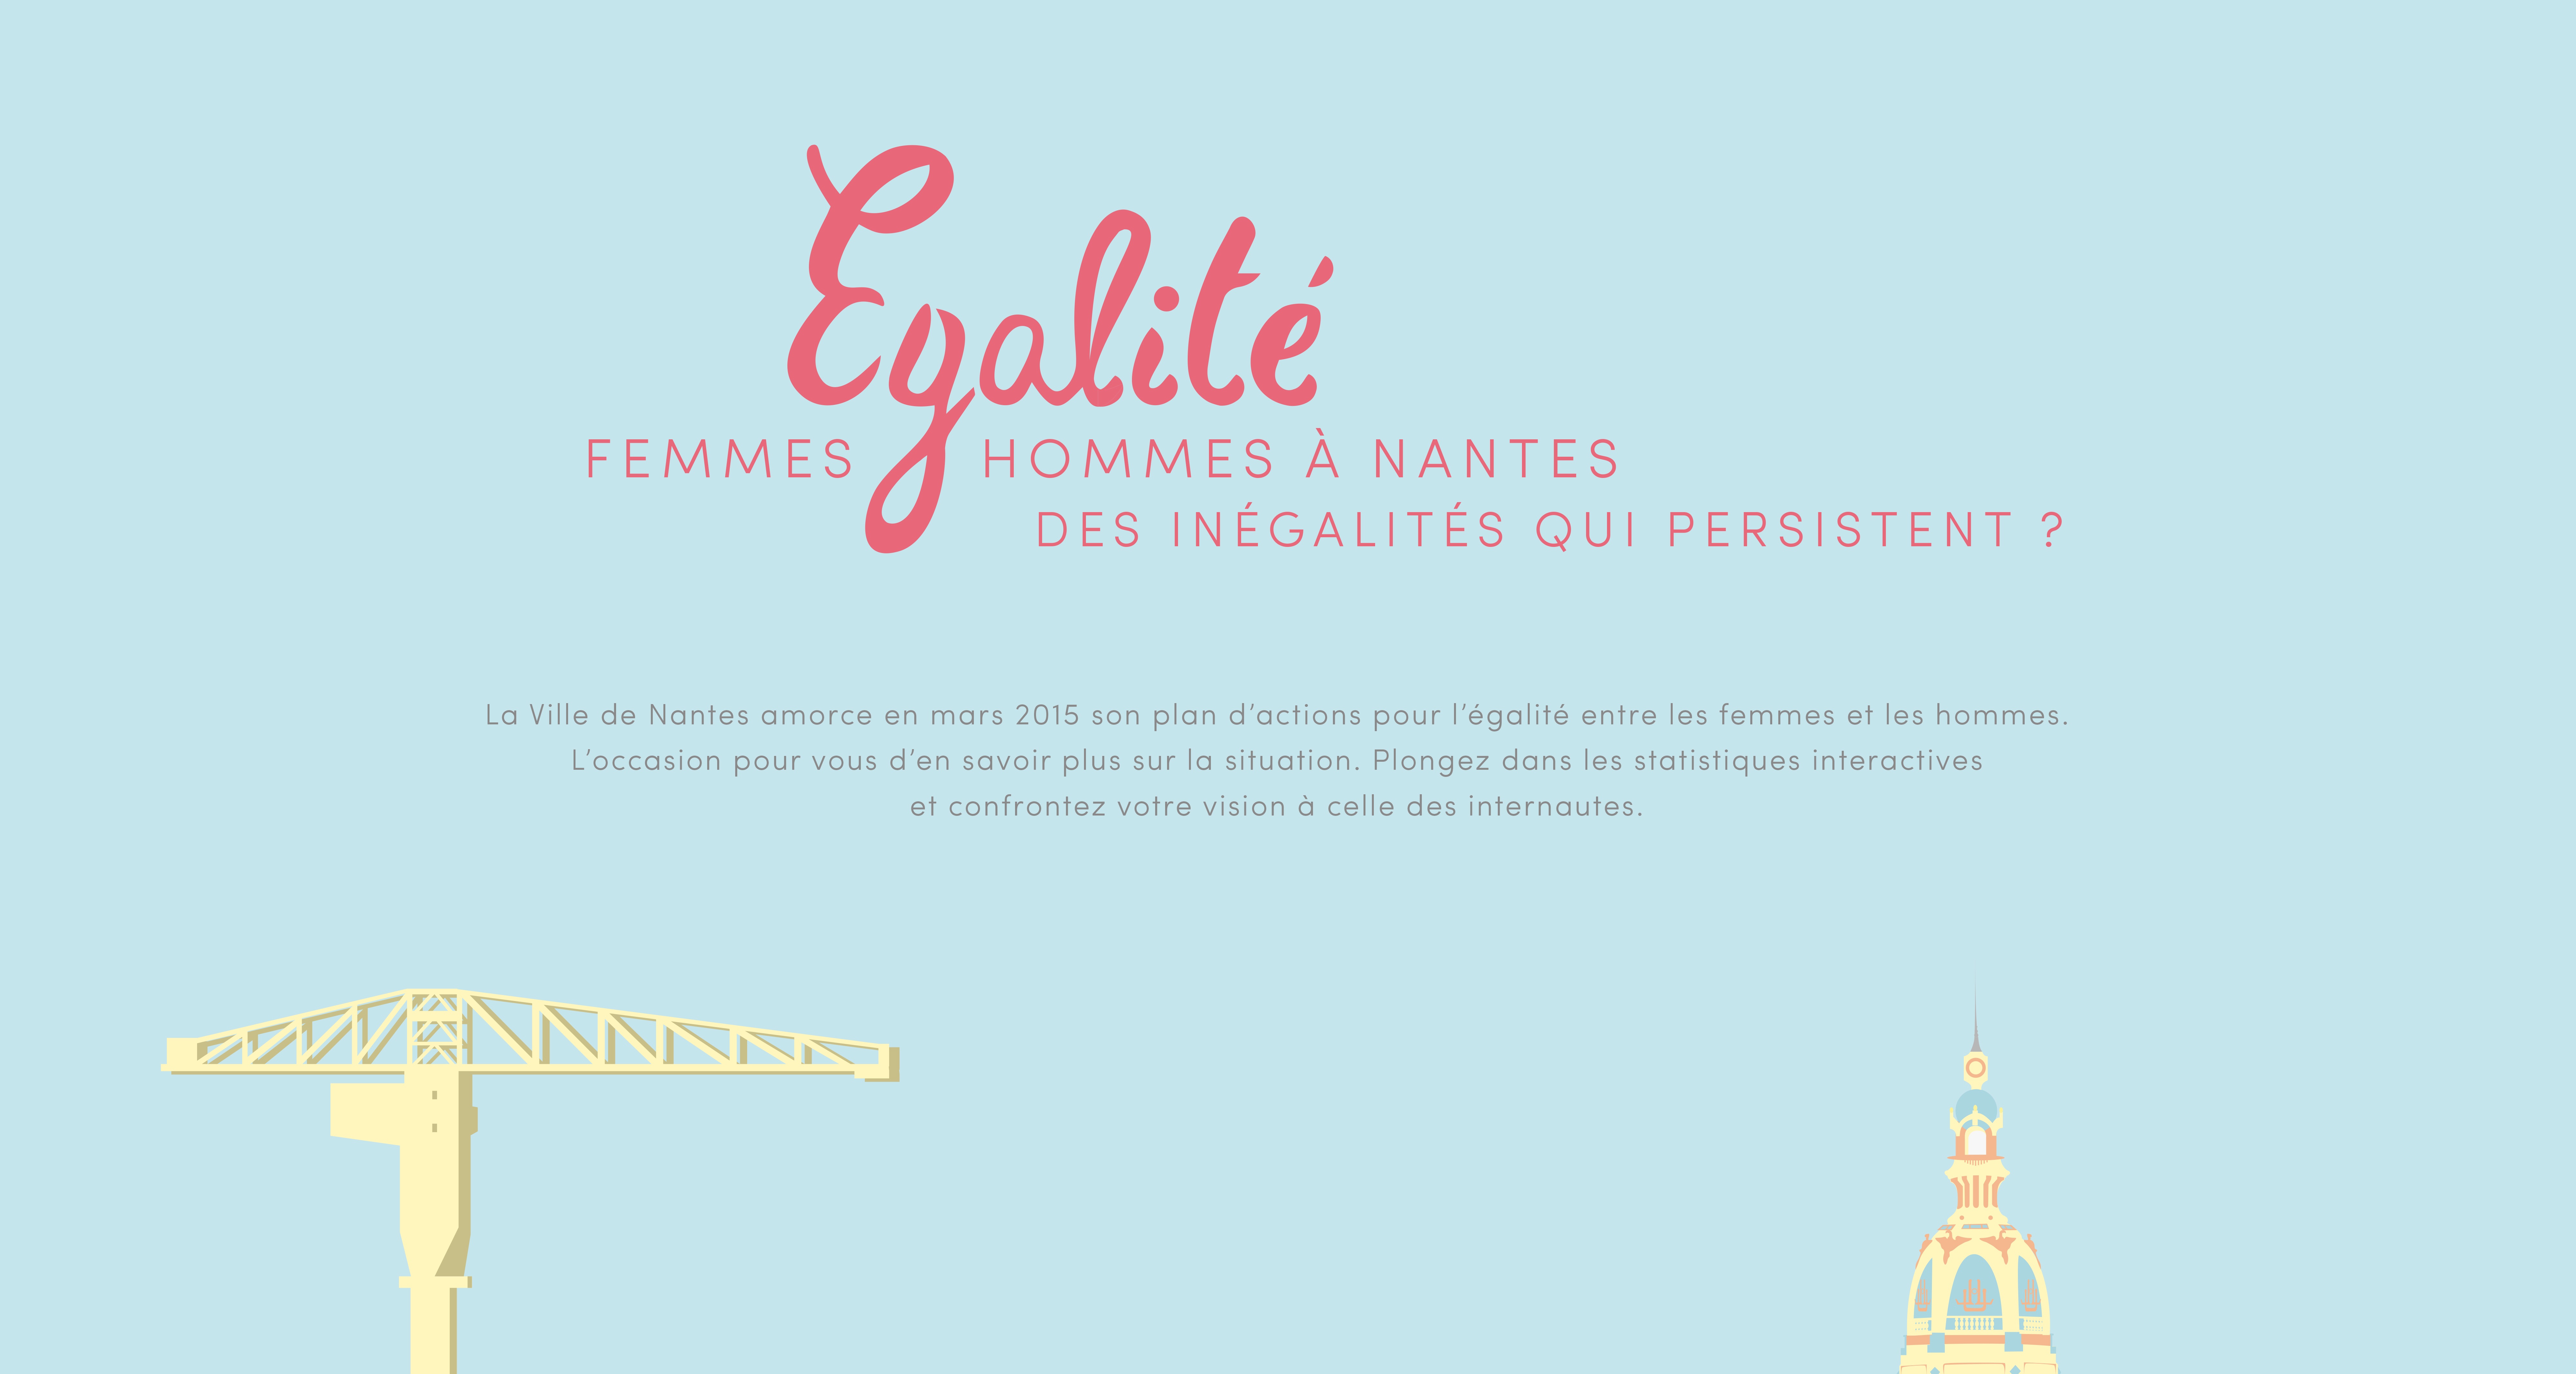 Egalité
FEMMES HOMMES À NANTES
DES INÉGALITÉS QUI PERSISTENT ?
La Ville de Nantes amorce en mars 2015 son plan d’actions pour l’égalité entre les femmes et les hommes.
L’occasion pour vous d’en savoir plus sur la situation. Plongez dans les statistiques interactives
et confrontez votre vision à celle des internautes.